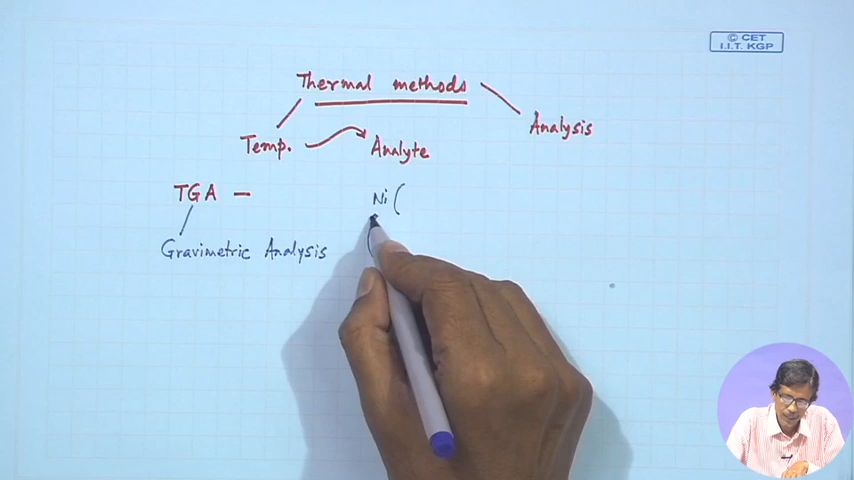 © CET
I.I.T. KGP
Thermal methods
Temp. Analyte Analysis
TGA — Ni (
Gravimetric Analysis